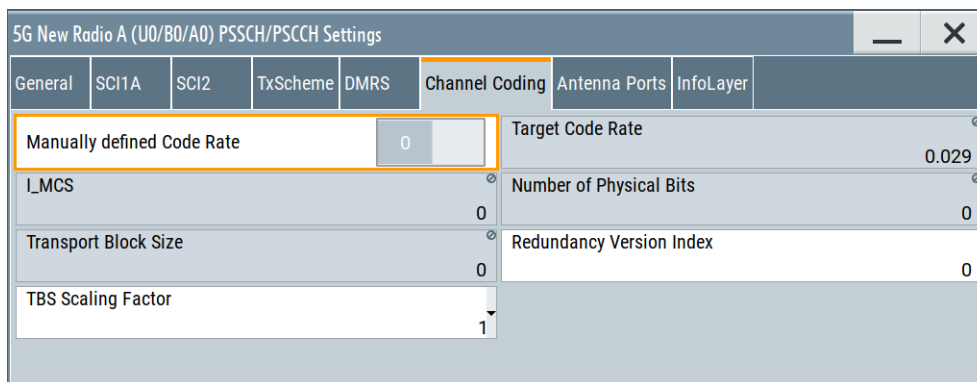 5G New Radio A (U0/B0/A0) PSSCH/PSCCH Settings
General SCI1A SCI2 TxScheme DMRS Channel Coding Antenna Ports InfoLayer
Manually defined Code Rate 0
Target Code Rate 0.029
I_MCS 0
Number of Physical Bits 0
Transport Block Size 0
Redundancy Version Index 0
TBS Scaling Factor 1